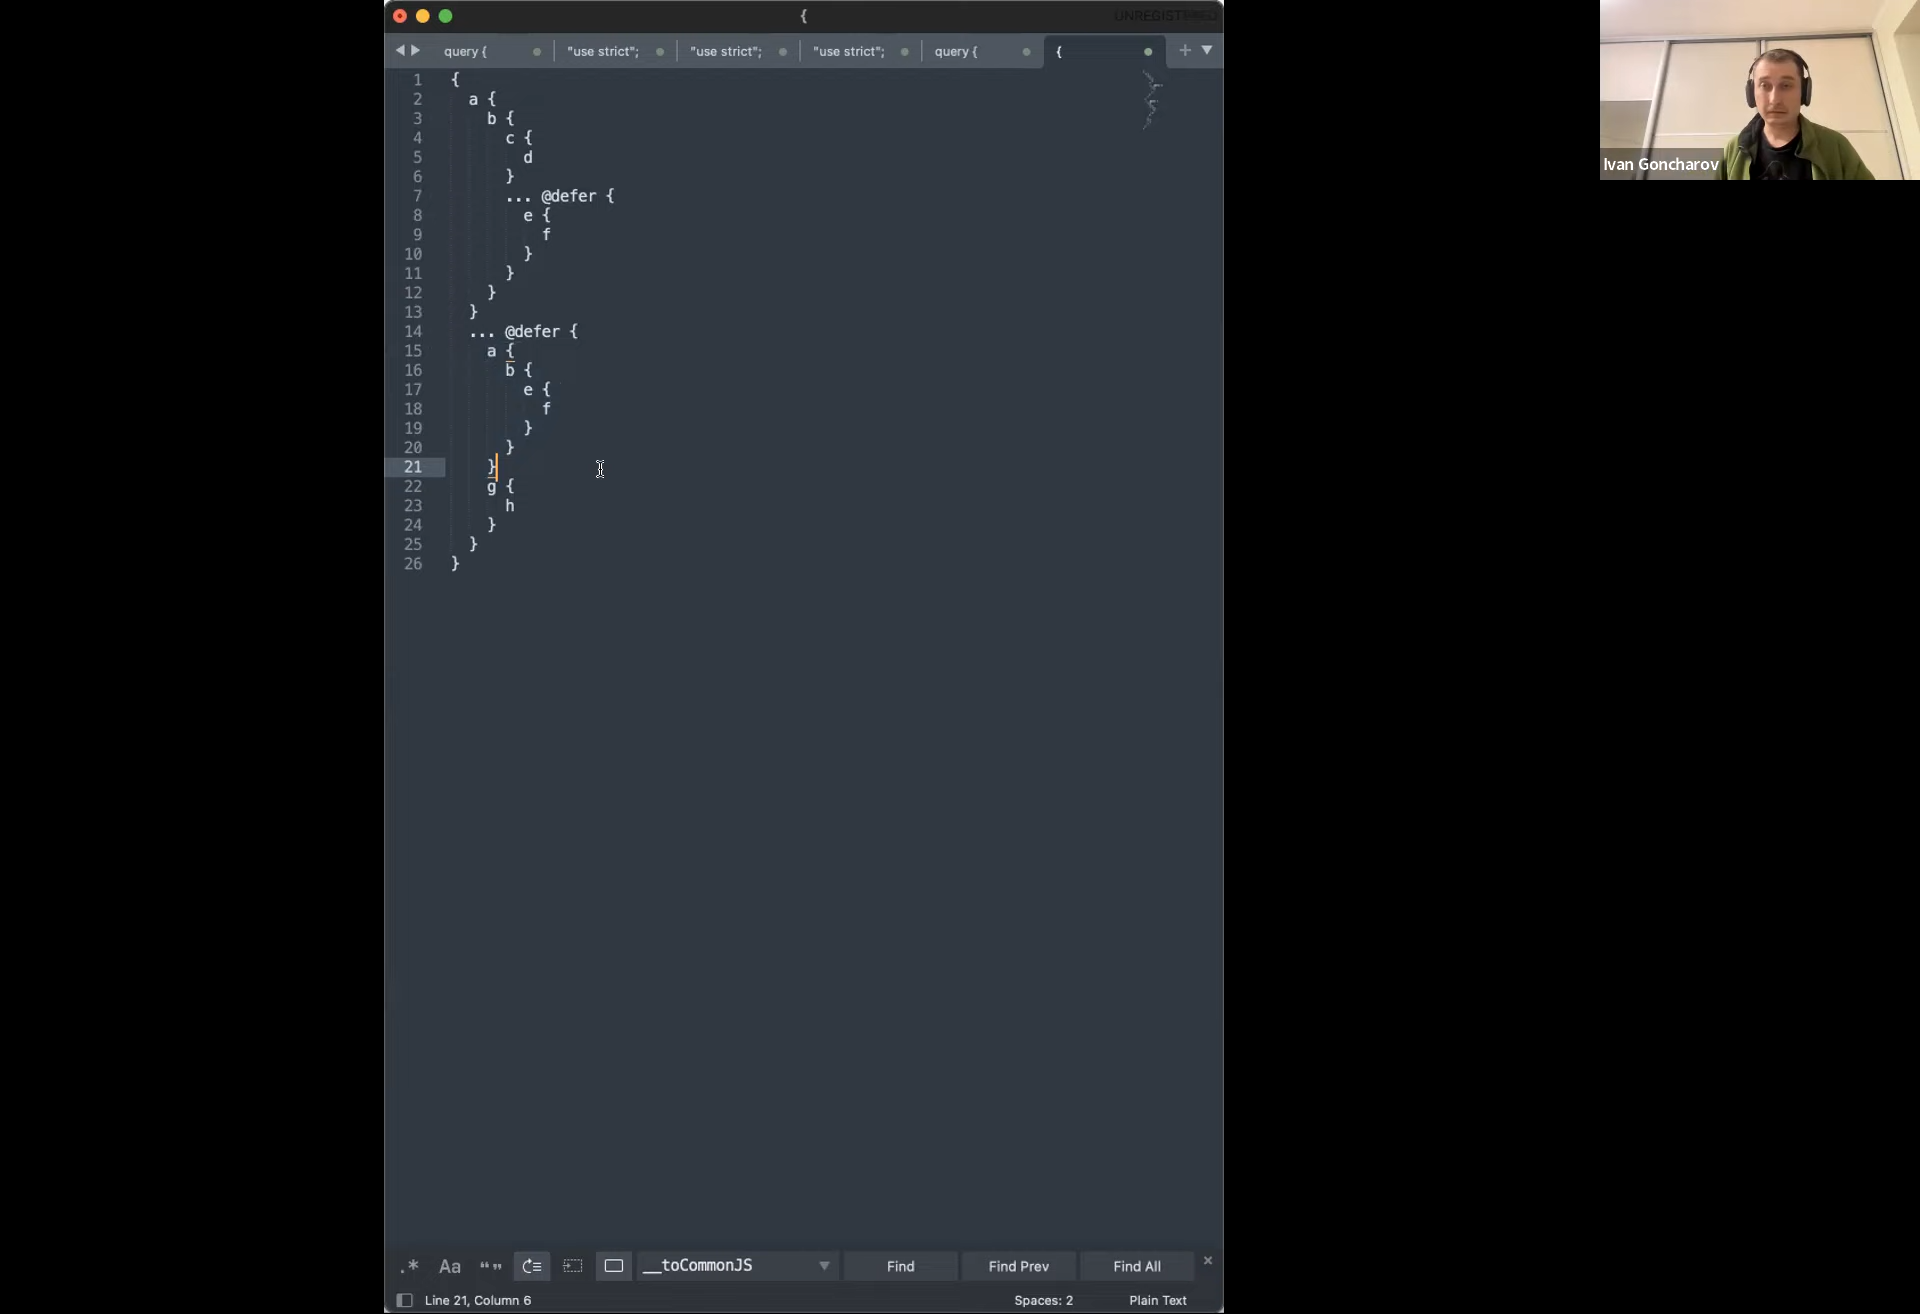 {
UNREGISTERED
query {
"use strict";
"use strict";
"use strict";
query {
{
Ivan Goncharov
1 {
2   a {
3     b {
4       c {
5         d
6       }
7       ... @defer {
8         e {
9           f
10         }
11       }
12     }
13   }
14   ... @defer {
15     a {
16       b {
17         e {
18           f
19         }
20       }
21     }
22     g {
23       h
24     }
25   }
26 }
.* Aa “” __toCommonJS Find Find Prev Find All
Line 21, Column 6 Spaces: 2 Plain Text